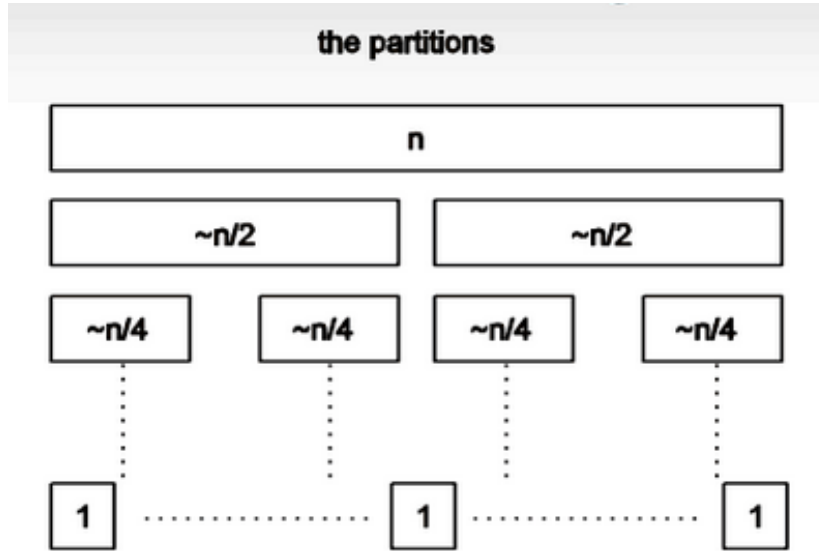 the partitions
n
~n/2 ~n/2
~n/4 ~n/4 ~n/4 ~n/4
1 1 1